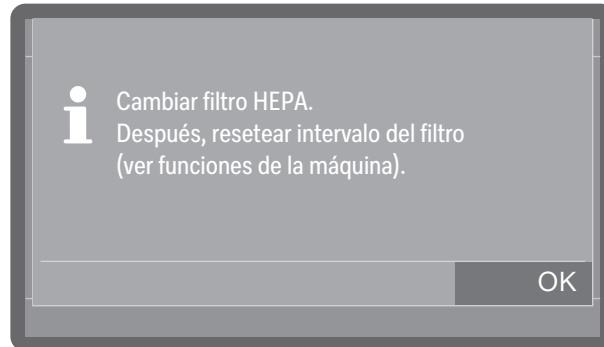 Cambiar filtro HEPA.
Después, resetear intervalo del filtro
(ver funciones de la máquina).
OK